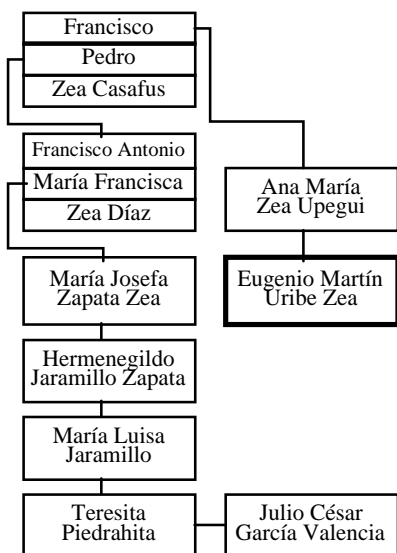 Francisco
Pedro
Zea Casafus
Francisco Antonio
María Francisca
Zea Díaz
Ana María
Zea Upegui
María Josefa
Zapata Zea
Eugenio Martín
Uribe Zea
Hermenegildo
Jaramillo Zapata
María Luisa
Jaramillo
Teresita
Piedrahita
Julio César
García Valencia